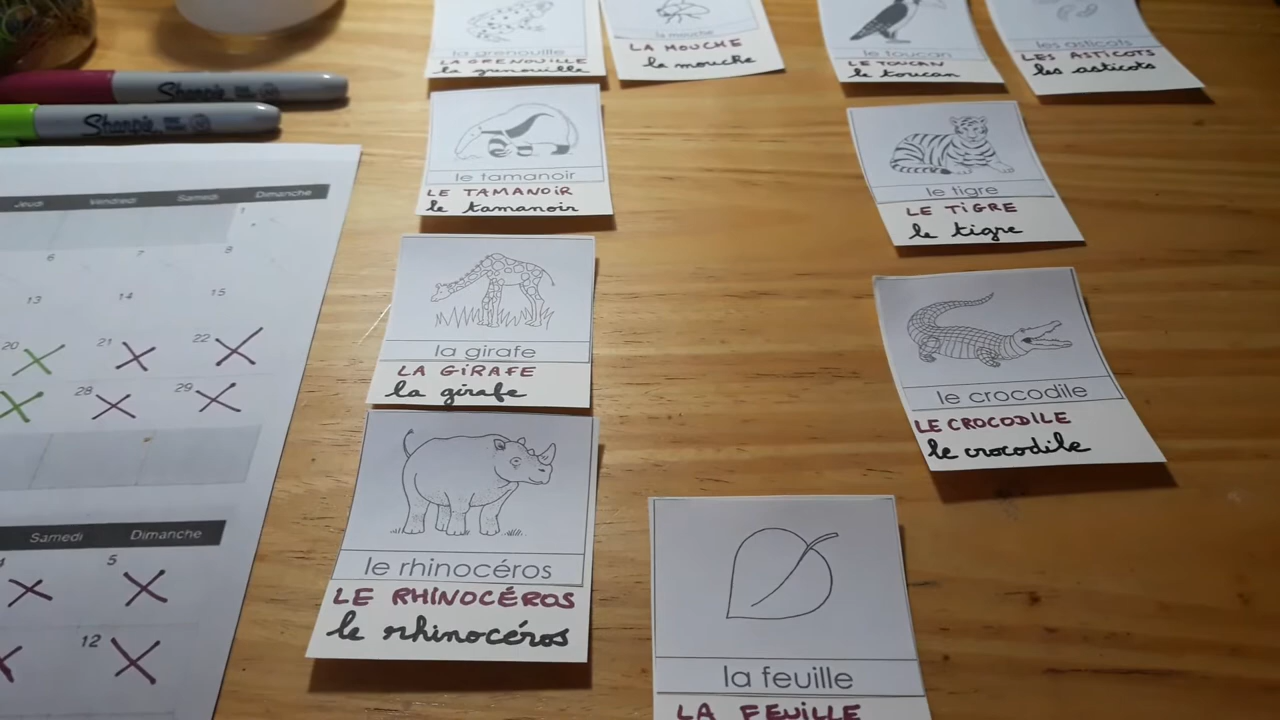 la grenouille
LA GRENOUILLE
la grenouille
la mouche
LA MOUCHE
la mouche
le toucan
LE TOUCAN
le toucan
les asticots
LES ASTICOTS
les asticots
Sharpie
Sharpie
le tamanoir
LE TAMANOIR
le tamanoir
le tigre
LE TIGRE
le tigre
Jeudi Vendredi Samedi Dimanche
1
6 7 8
13 14 15
20 21 22
28 29
la girafe
LA GIRAFE
la girafe
le crocodile
LE CROCODILE
le crocodile
le rhinocéros
LE RHINOCÉROS
le rhinocéros
Samedi Dimanche
4 5
12
la feuille
LA FEUILLE